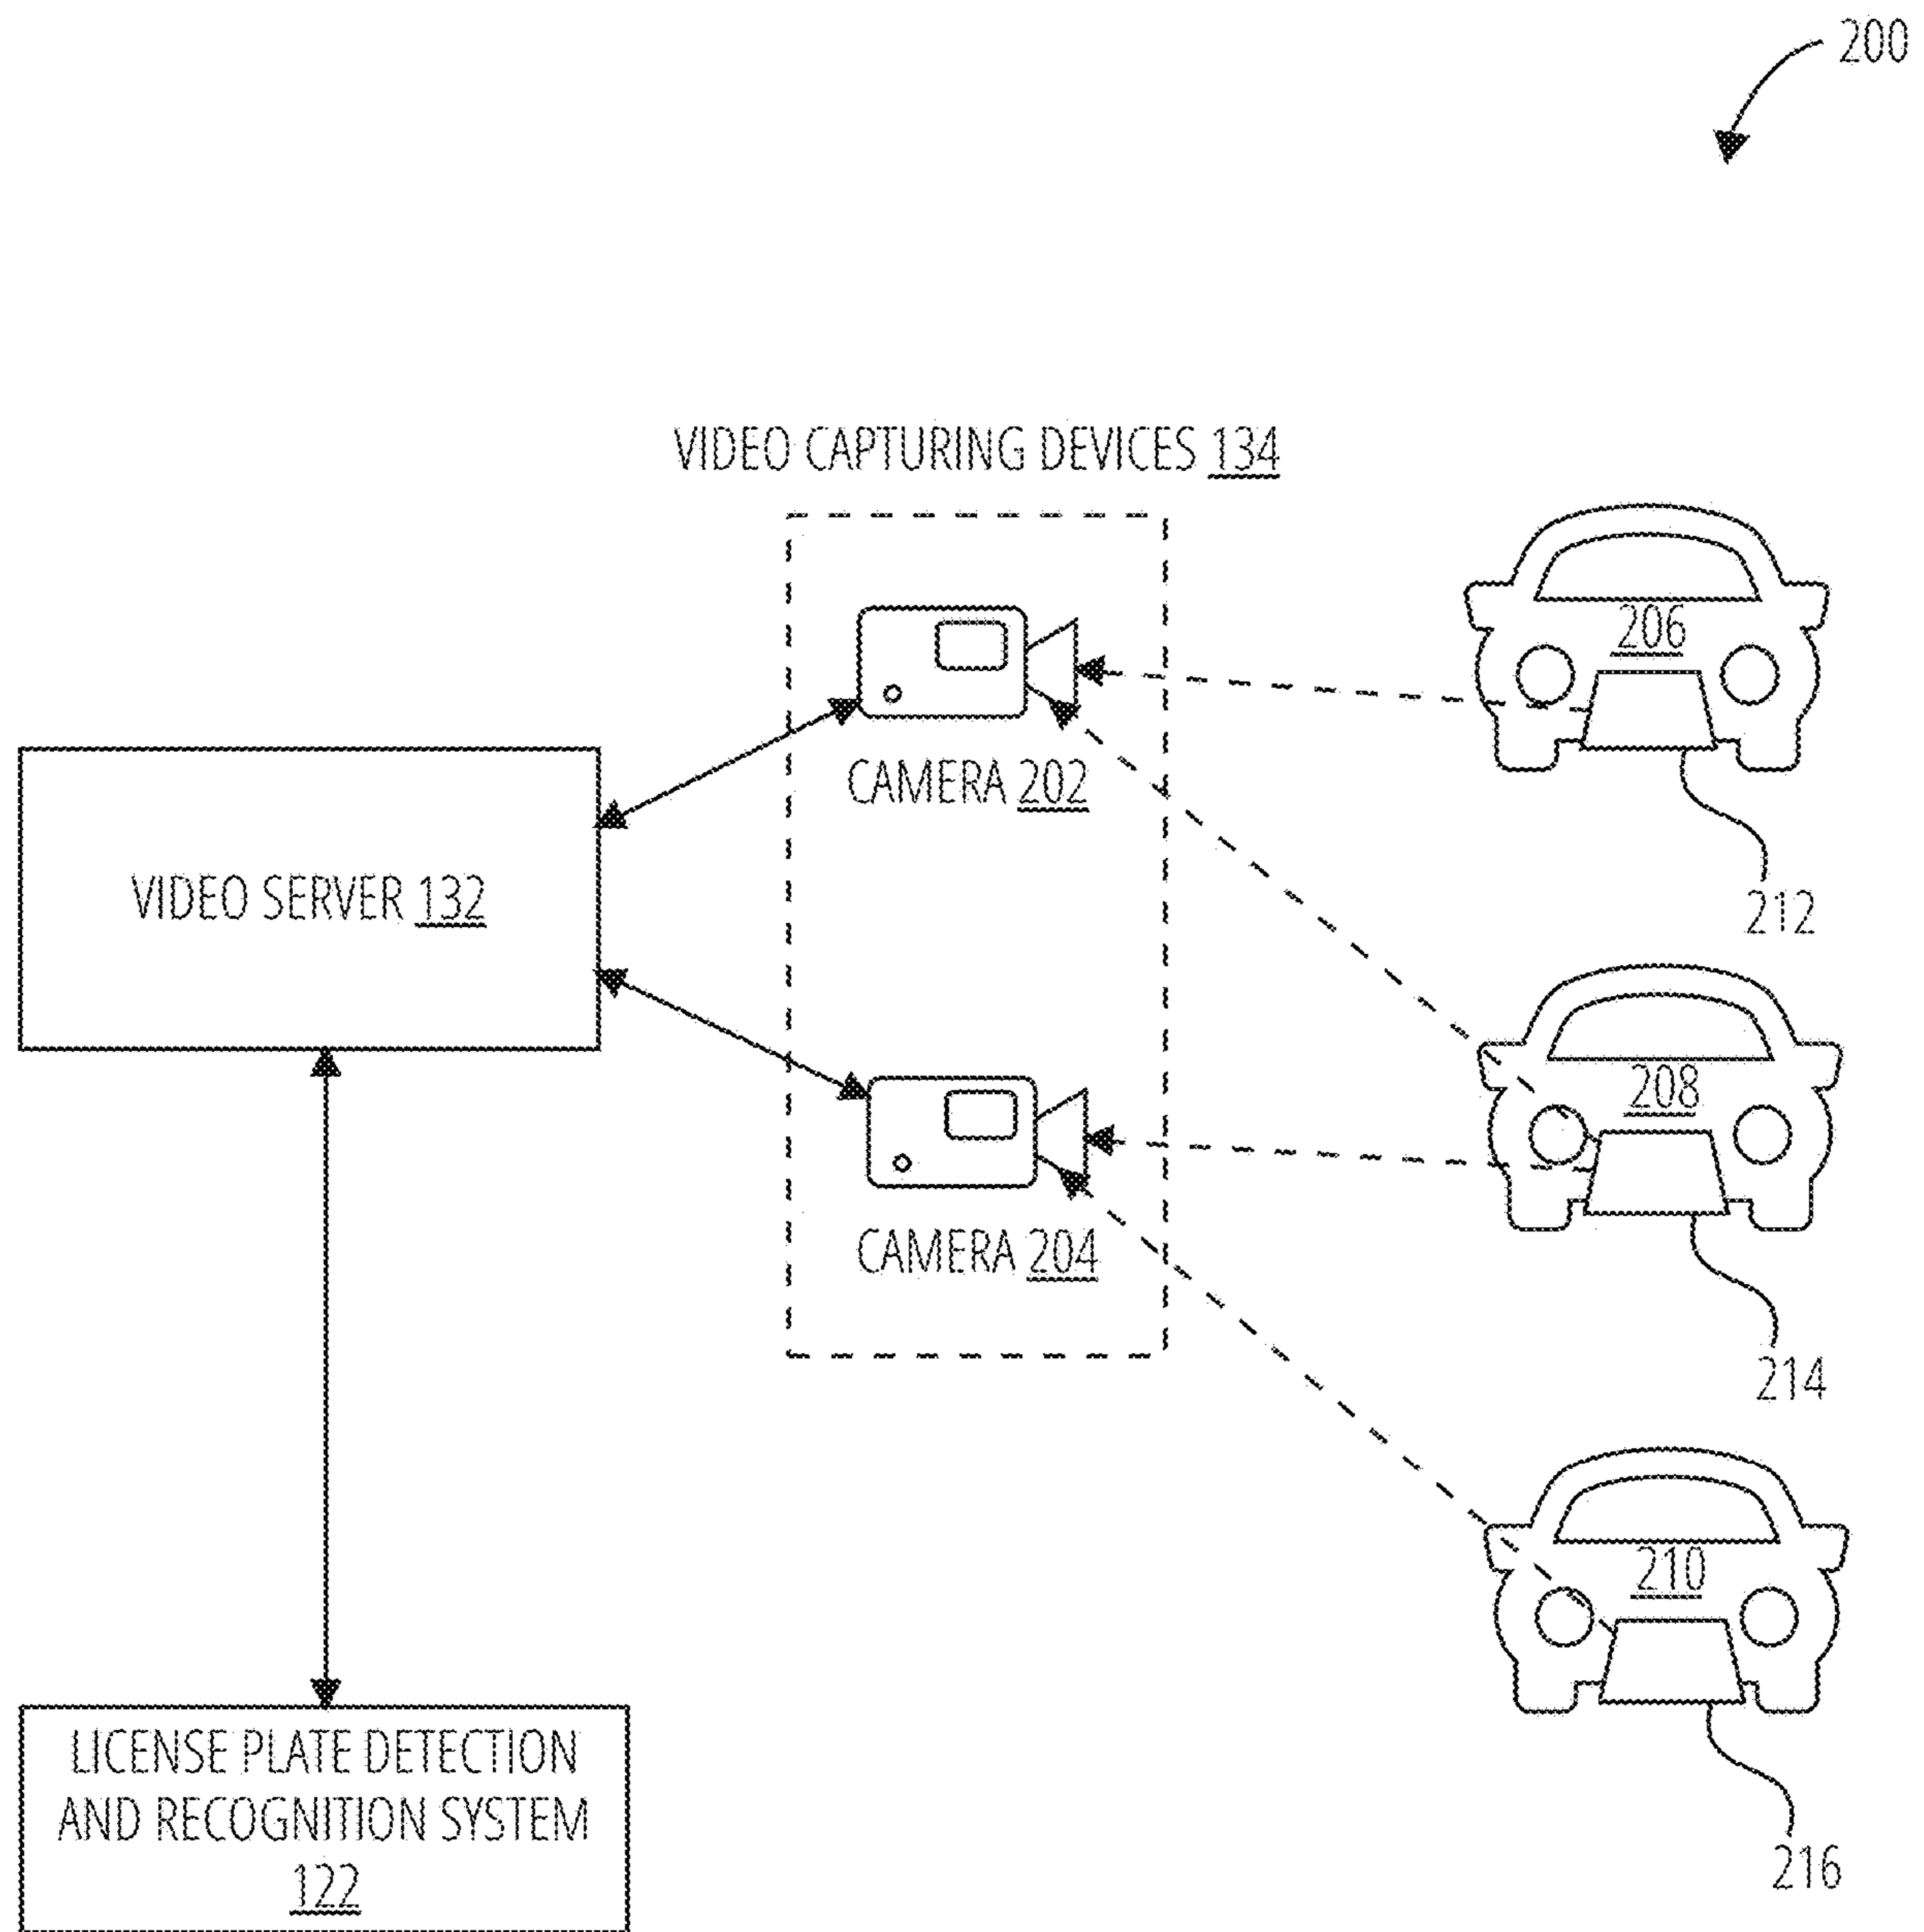 200
VIDEO CAPTURING DEVICES 134
206
CAMERA 202
VIDEO SERVER 132
212
208
CAMERA 204
214
210
LICENSE PLATE DETECTION
AND RECOGNITION SYSTEM
122
216